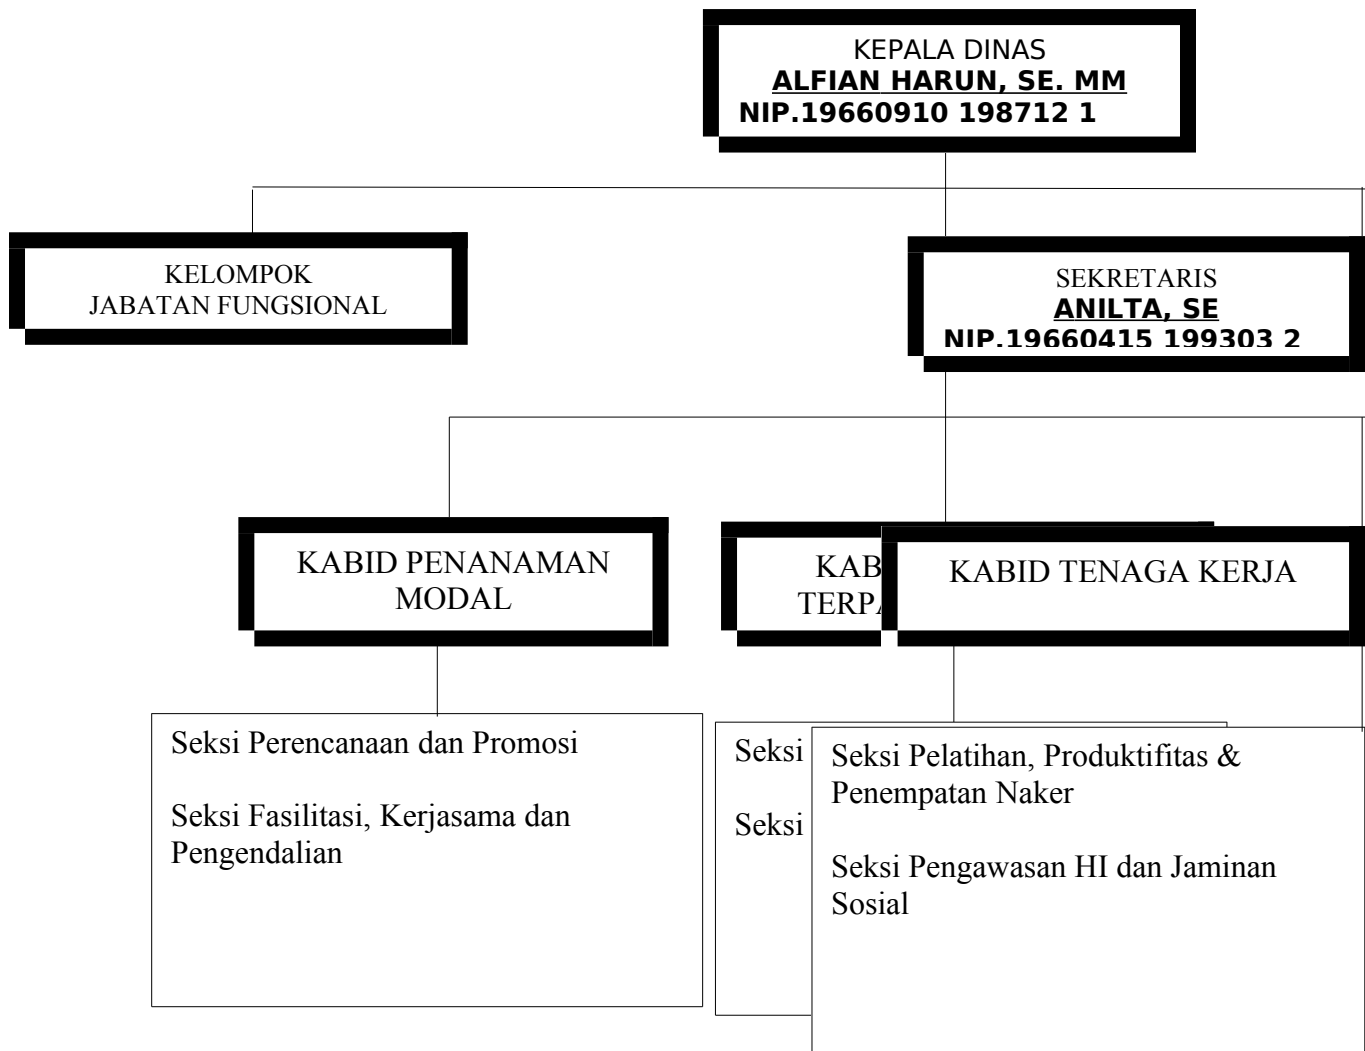 KEPALA DINAS
ALFIAN HARUN, SE. MM
NIP.19660910 198712 1
KELOMPOK
JABATAN FUNGSIONAL
SEKRETARIS
ANILTA, SE
NIP.19660415 199303 2
KABID PENANAMAN
MODAL
KABID TENAGA KERJA
Seksi Perencanaan dan Promosi
Seksi Fasilitasi, Kerjasama dan
Pengendalian
Seksi
Seksi
Seksi Pelatihan, Produktifitas &
Penempatan Naker
Seksi Pengawasan HI dan Jaminan
Sosial